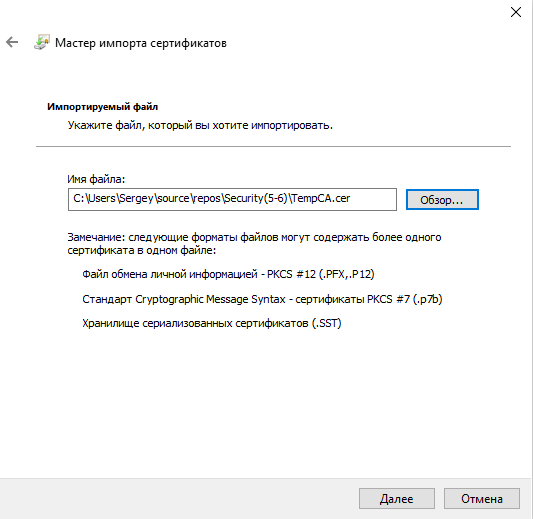 Мастер импорта сертификатов
Импортируемый файл
Укажите файл, который вы хотите импортировать.
Имя файла:
C:\Users\Sergey\source\repos\Security(5-6)\TempCA.cer
Обзор...
Замечание: следующие форматы файлов могут содержать более одного
сертификата в одном файле:
Файл обмена личной информацией - PKCS #12 (.PFX,.P12)
Стандарт Cryptographic Message Syntax - сертификаты PKCS #7 (.p7b)
Хранилище сериализованных сертификатов (.SST)
Далее
Отмена